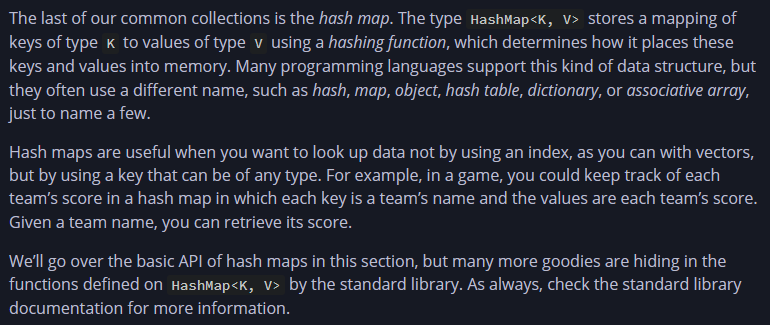 The last of our common collections is the hash map. The type HashMap<K, V> stores a mapping of
keys of type K to values of type V using a hashing function, which determines how it places these
keys and values into memory. Many programming languages support this kind of data structure, but
they often use a different name, such as hash, map, object, hash table, dictionary, or associative array,
just to name a few.
Hash maps are useful when you want to look up data not by using an index, as you can with vectors,
but by using a key that can be of any type. For example, in a game, you could keep track of each
team’s score in a hash map in which each key is a team’s name and the values are each team’s score.
Given a team name, you can retrieve its score.
We’ll go over the basic API of hash maps in this section, but many more goodies are hiding in the
functions defined on HashMap<K, V> by the standard library. As always, check the standard library
documentation for more information.